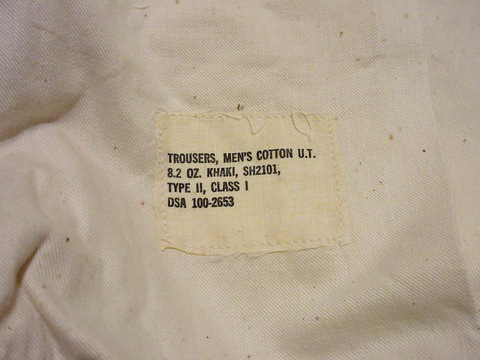 TROUSERS, MEN'S COTTON U.T.
8.2 OZ. KHAKI, SH2101,
TYPE II, CLASS I
DSA 100-2653